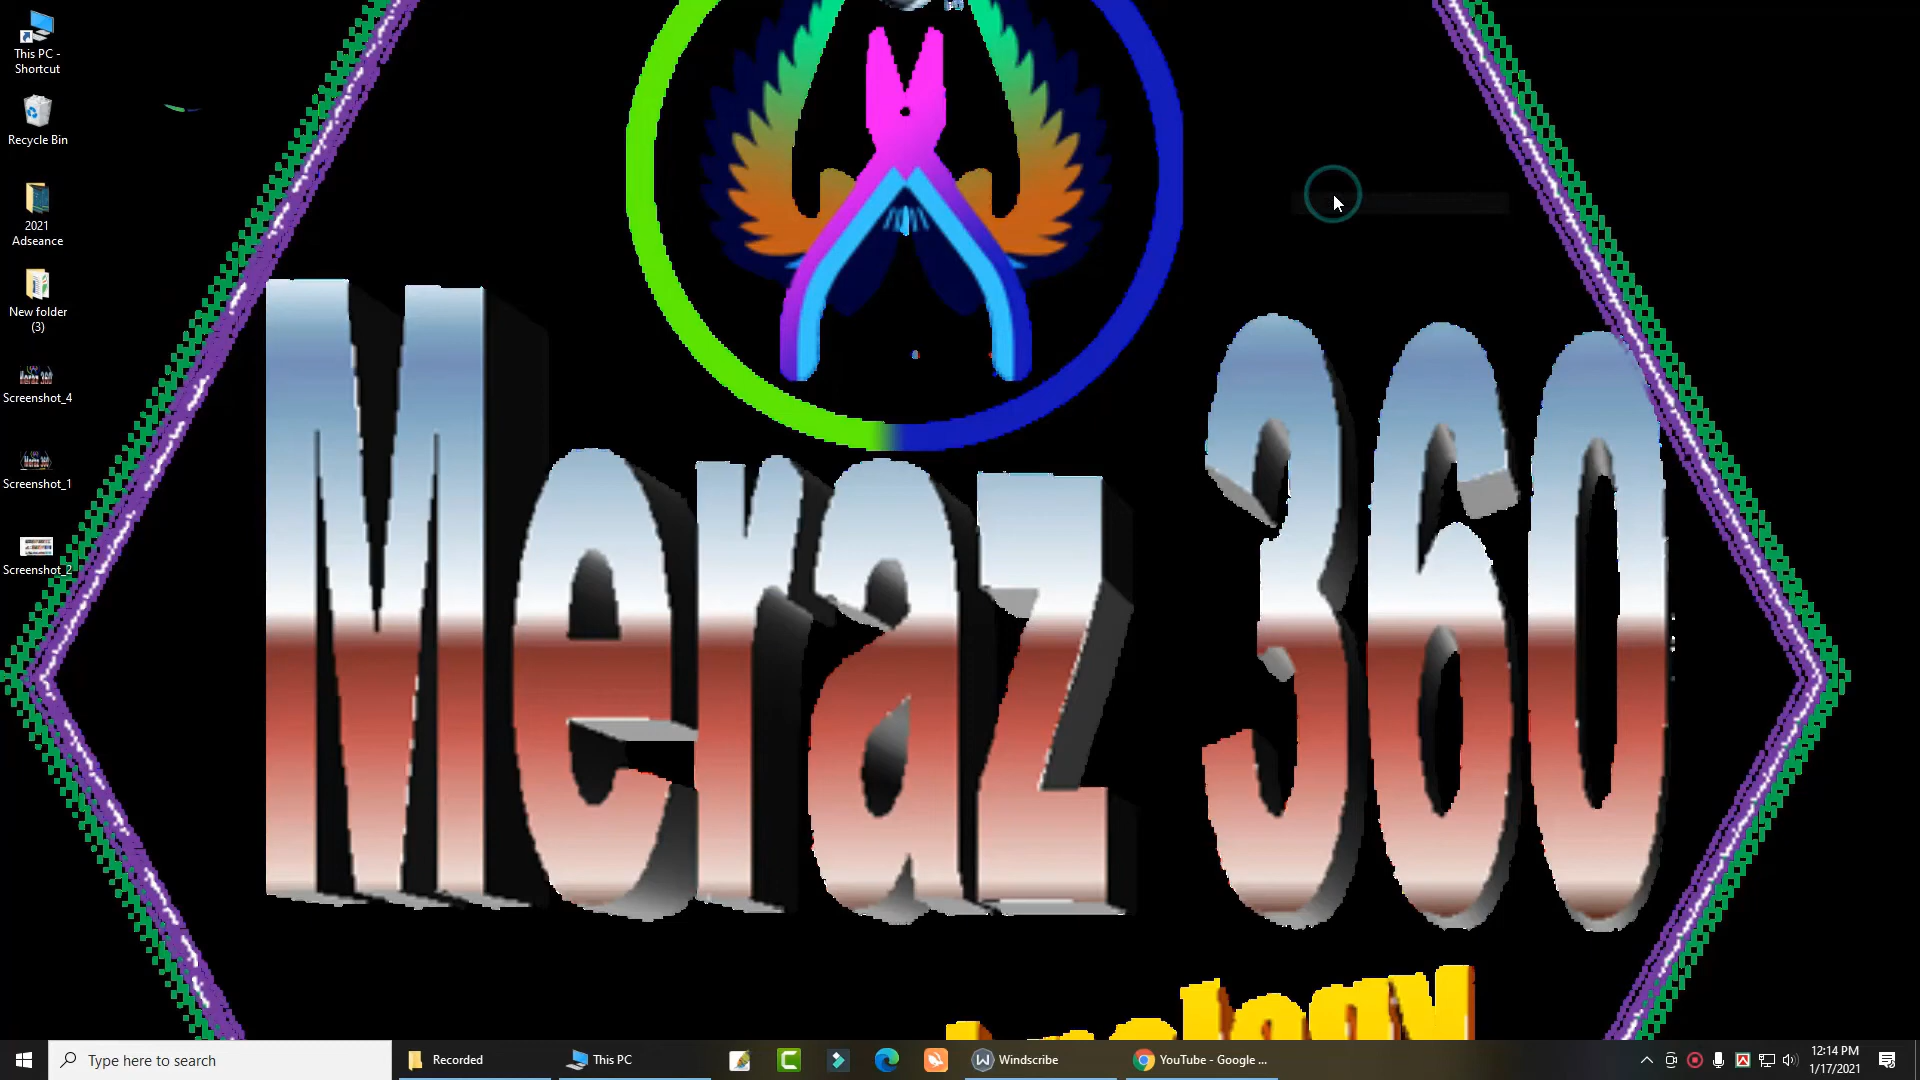 This PC -
Shortcut
Recycle Bin
2021
Adseance
New folder
(3)
Screenshot_4
Screenshot_1
Screenshot_2
Meraz 360
Type here to search
Recorded
This PC
Windscribe
YouTube - Google ...
12:14 PM
1/17/2021